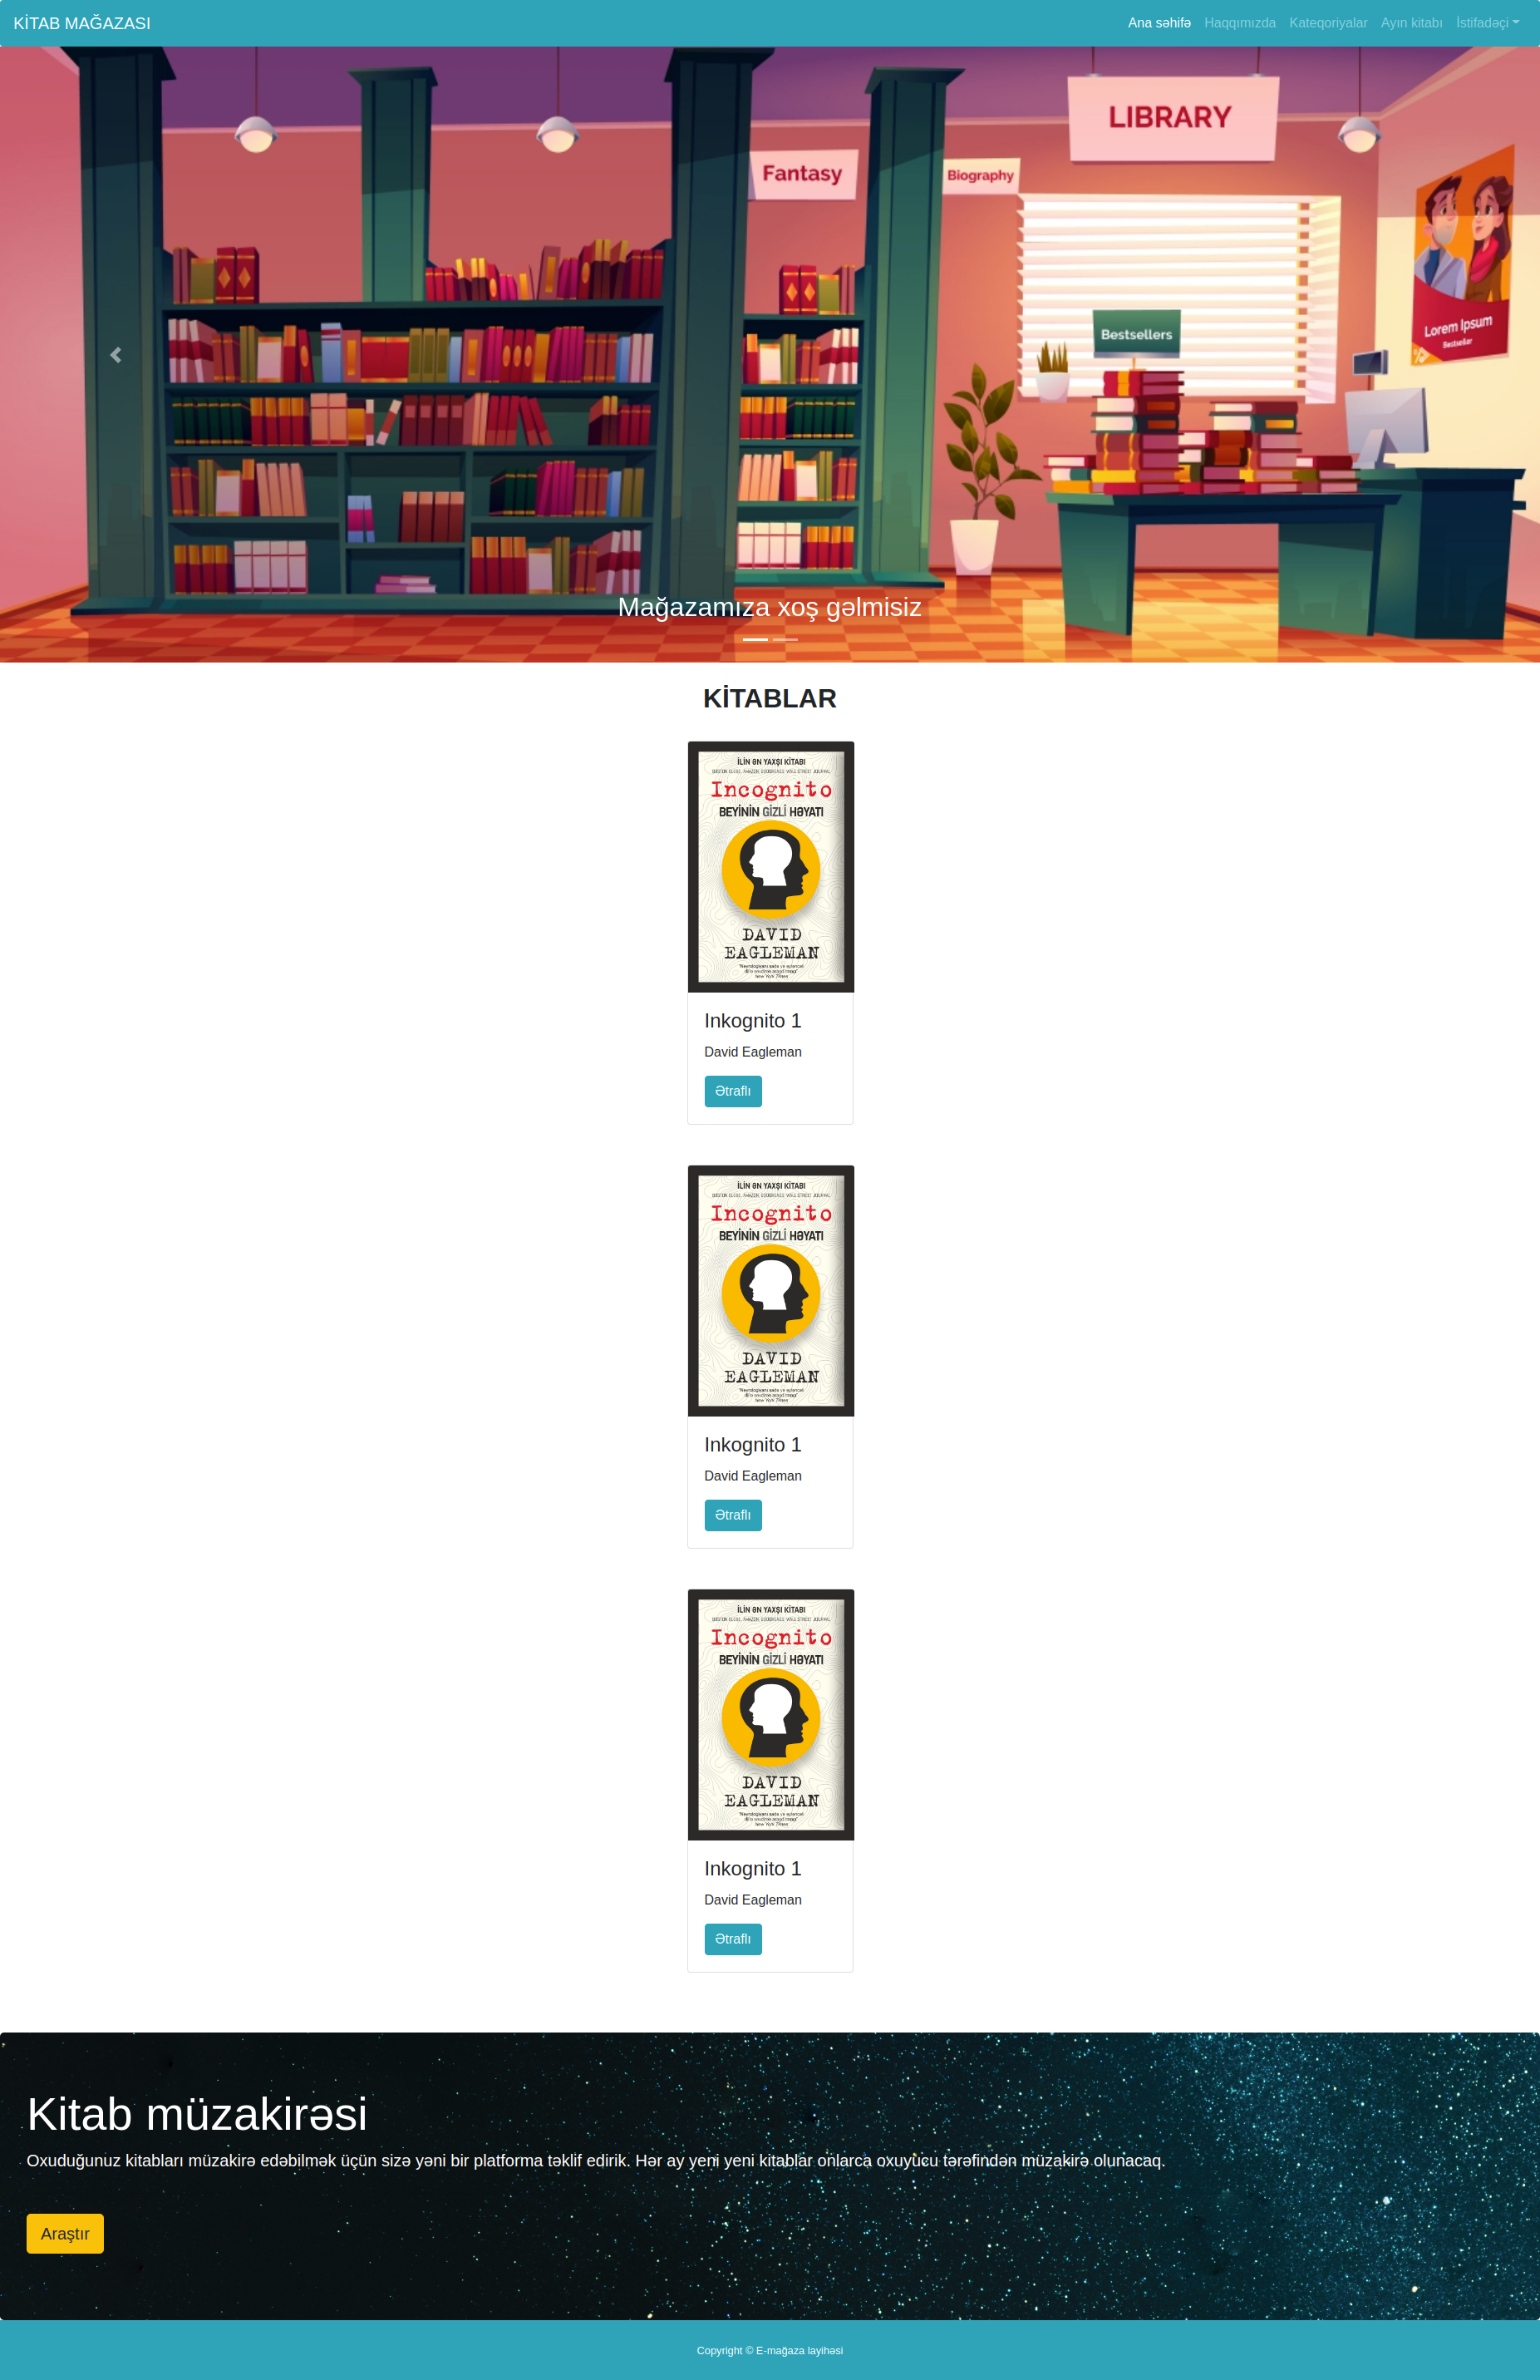 KİTAB MAĞAZASI
Ana səhifə Haqqımızda Kateqoriyalar Ayın kitabı İstifadəçi
LIBRARY
Fantasy
Biography
Bestsellers
Lorem Ipsum
Bestseller
Mağazamıza xoş gəlmisiz
KİTABLAR
İLİN ƏN YAXŞI KİTABI
Incognito
BEYİNİN GİZLİ HƏYATI
DAVID
EAGLEMAN
Inkognito 1
David Eagleman
Ətraflı
İLİN ƏN YAXŞI KİTABI
Incognito
BEYİNİN GİZLİ HƏYATI
DAVID
EAGLEMAN
Inkognito 1
David Eagleman
Ətraflı
İLİN ƏN YAXŞI KİTABI
Incognito
BEYİNİN GİZLİ HƏYATI
DAVID
EAGLEMAN
Inkognito 1
David Eagleman
Ətraflı
Kitab müzakirəsi
Oxuduğunuz kitabları müzakirə edəbilmək üçün sizə yəni bir platforma təklif edirik. Hər ay yeni yeni kitablar onlarca oxuyucu tərəfindən müzakirə olunacaq.
Araştır
Copyright © E-mağaza layihəsi